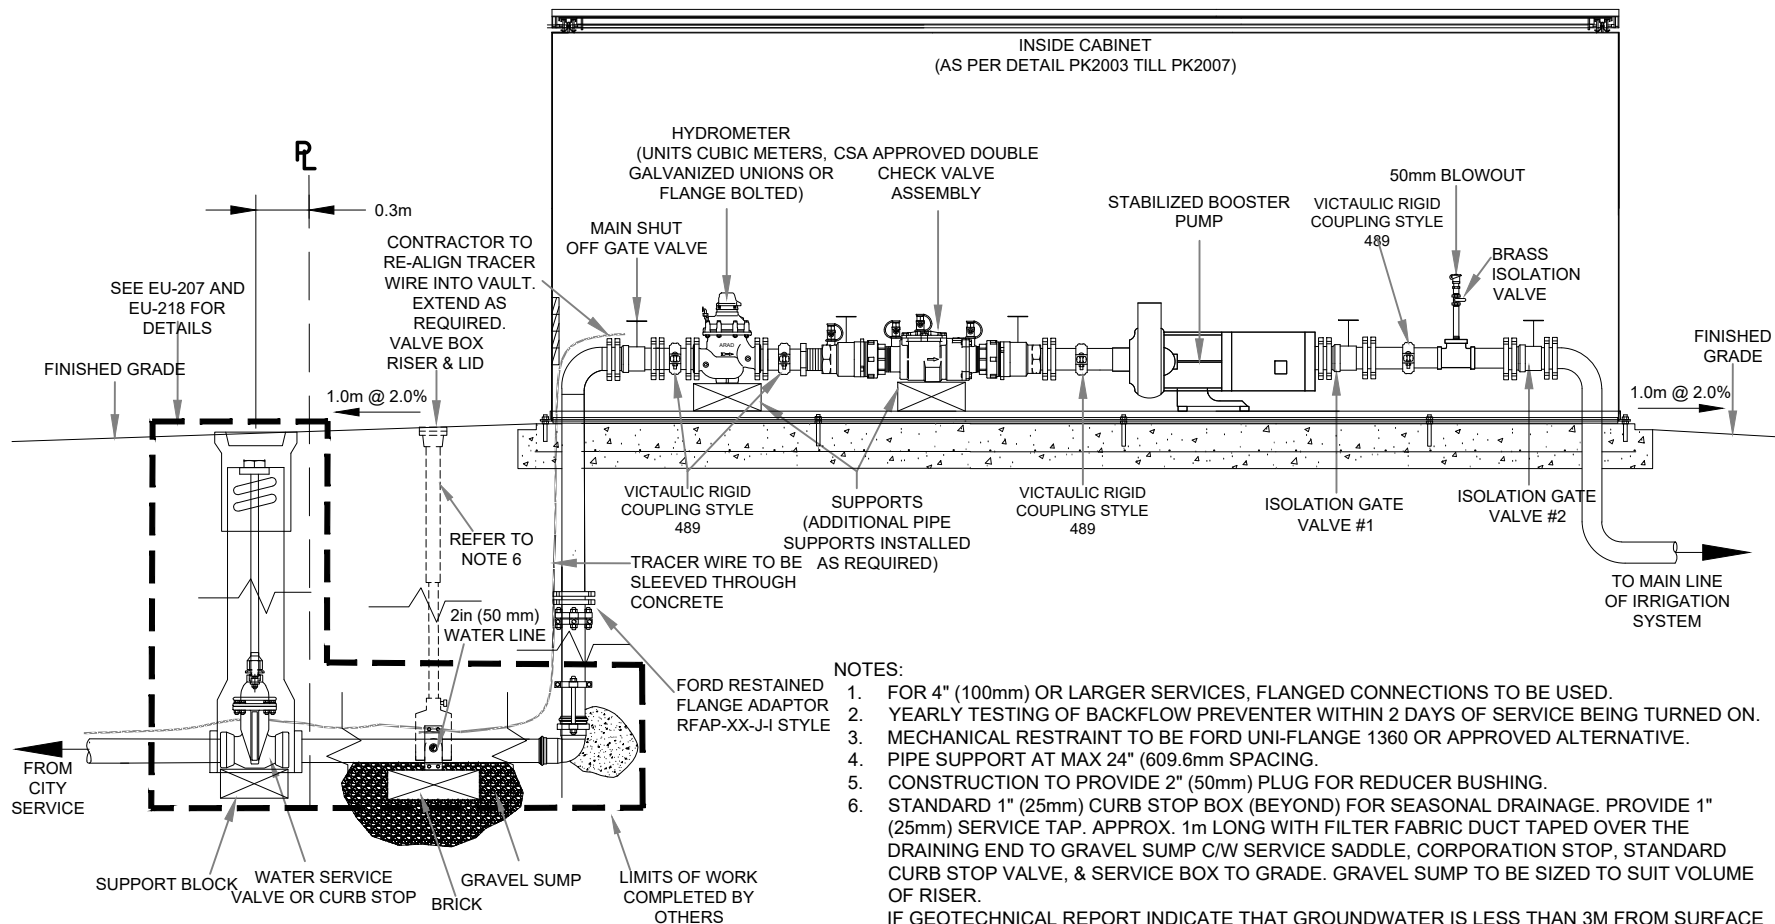 INSIDE CABINET
(AS PER DETAIL PK2003 TILL PK2007)
PL
0.3m
HYDROMETER
(UNITS CUBIC METERS,
GALVANIZED UNIONS OR
FLANGE BOLTED)
CSA APPROVED DOUBLE
CHECK VALVE
ASSEMBLY
MAIN SHUT
OFF GATE VALVE
STABILIZED BOOSTER
PUMP
50mm BLOWOUT
VICTAULIC RIGID
COUPLING STYLE
489
BRASS
ISOLATION
VALVE
CONTRACTOR TO
RE-ALIGN TRACER
WIRE INTO VAULT.
EXTEND AS
REQUIRED.
VALVE BOX
RISER & LID
SEE EU-207 AND
EU-218 FOR
DETAILS
FINISHED GRADE
1.0m @ 2.0%
ARAD
FINISHED
GRADE
1.0m @ 2.0%
VICTAULIC RIGID
COUPLING STYLE
489
SUPPORTS
(ADDITIONAL PIPE
SUPPORTS INSTALLED
AS REQUIRED)
VICTAULIC RIGID
COUPLING STYLE
489
ISOLATION GATE
VALVE #1
ISOLATION GATE
VALVE #2
REFER TO
NOTE 6
TRACER WIRE TO BE
SLEEVED THROUGH
CONCRETE
2in (50 mm)
WATER LINE
TO MAIN LINE
OF IRRIGATION
SYSTEM
FORD RESTAINED
FLANGE ADAPTOR
RFAP-XX-J-I STYLE
FROM
CITY
SERVICE
SUPPORT BLOCK
WATER SERVICE
VALVE OR CURB STOP
BRICK
GRAVEL SUMP
LIMITS OF WORK
COMPLETED BY
OTHERS
NOTES:
1. FOR 4" (100mm) OR LARGER SERVICES, FLANGED CONNECTIONS TO BE USED.
2. YEARLY TESTING OF BACKFLOW PREVENTER WITHIN 2 DAYS OF SERVICE BEING TURNED ON.
3. MECHANICAL RESTRAINT TO BE FORD UNI-FLANGE 1360 OR APPROVED ALTERNATIVE.
4. PIPE SUPPORT AT MAX 24" (609.6mm SPACING.
5. CONSTRUCTION TO PROVIDE 2" (50mm) PLUG FOR REDUCER BUSHING.
6. STANDARD 1" (25mm) CURB STOP BOX (BEYOND) FOR SEASONAL DRAINAGE. PROVIDE 1"
(25mm) SERVICE TAP. APPROX. 1m LONG WITH FILTER FABRIC DUCT TAPED OVER THE
DRAINING END TO GRAVEL SUMP C/W SERVICE SADDLE, CORPORATION STOP, STANDARD
CURB STOP VALVE, & SERVICE BOX TO GRADE. GRAVEL SUMP TO BE SIZED TO SUIT VOLUME
OF RISER.
IF GEOTECHNICAL REPORT INDICATE THAT GROUNDWATER IS LESS THAN 3M FROM SURFACE